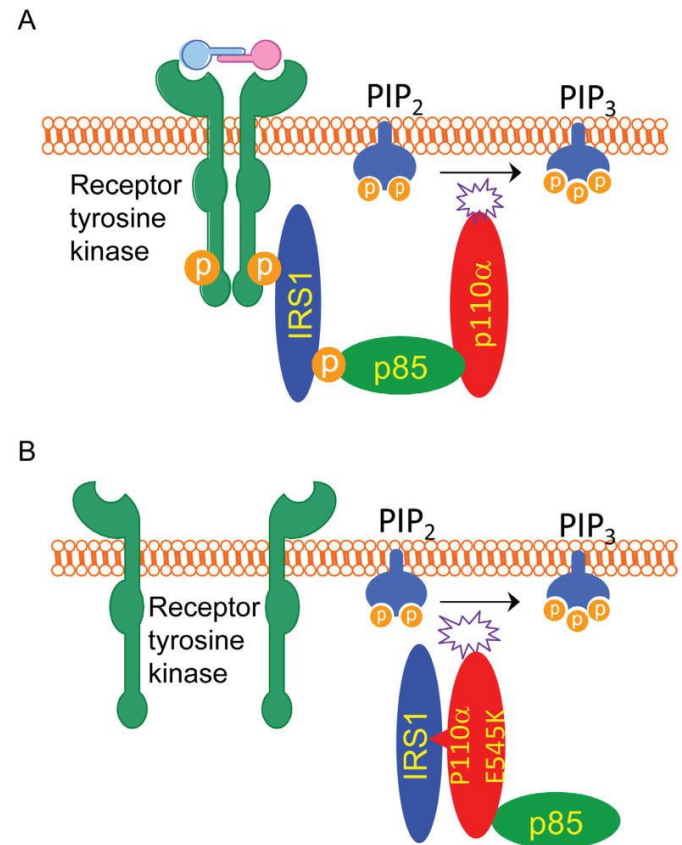 A
PIP2
PIP3
Receptor
tyrosine
kinase
p p
p p p
p p
IRS1
p110α
p
p85
B
PIP2
PIP3
Receptor
tyrosine
kinase
p p
p p p
IRS1
P110α
E545K
p85